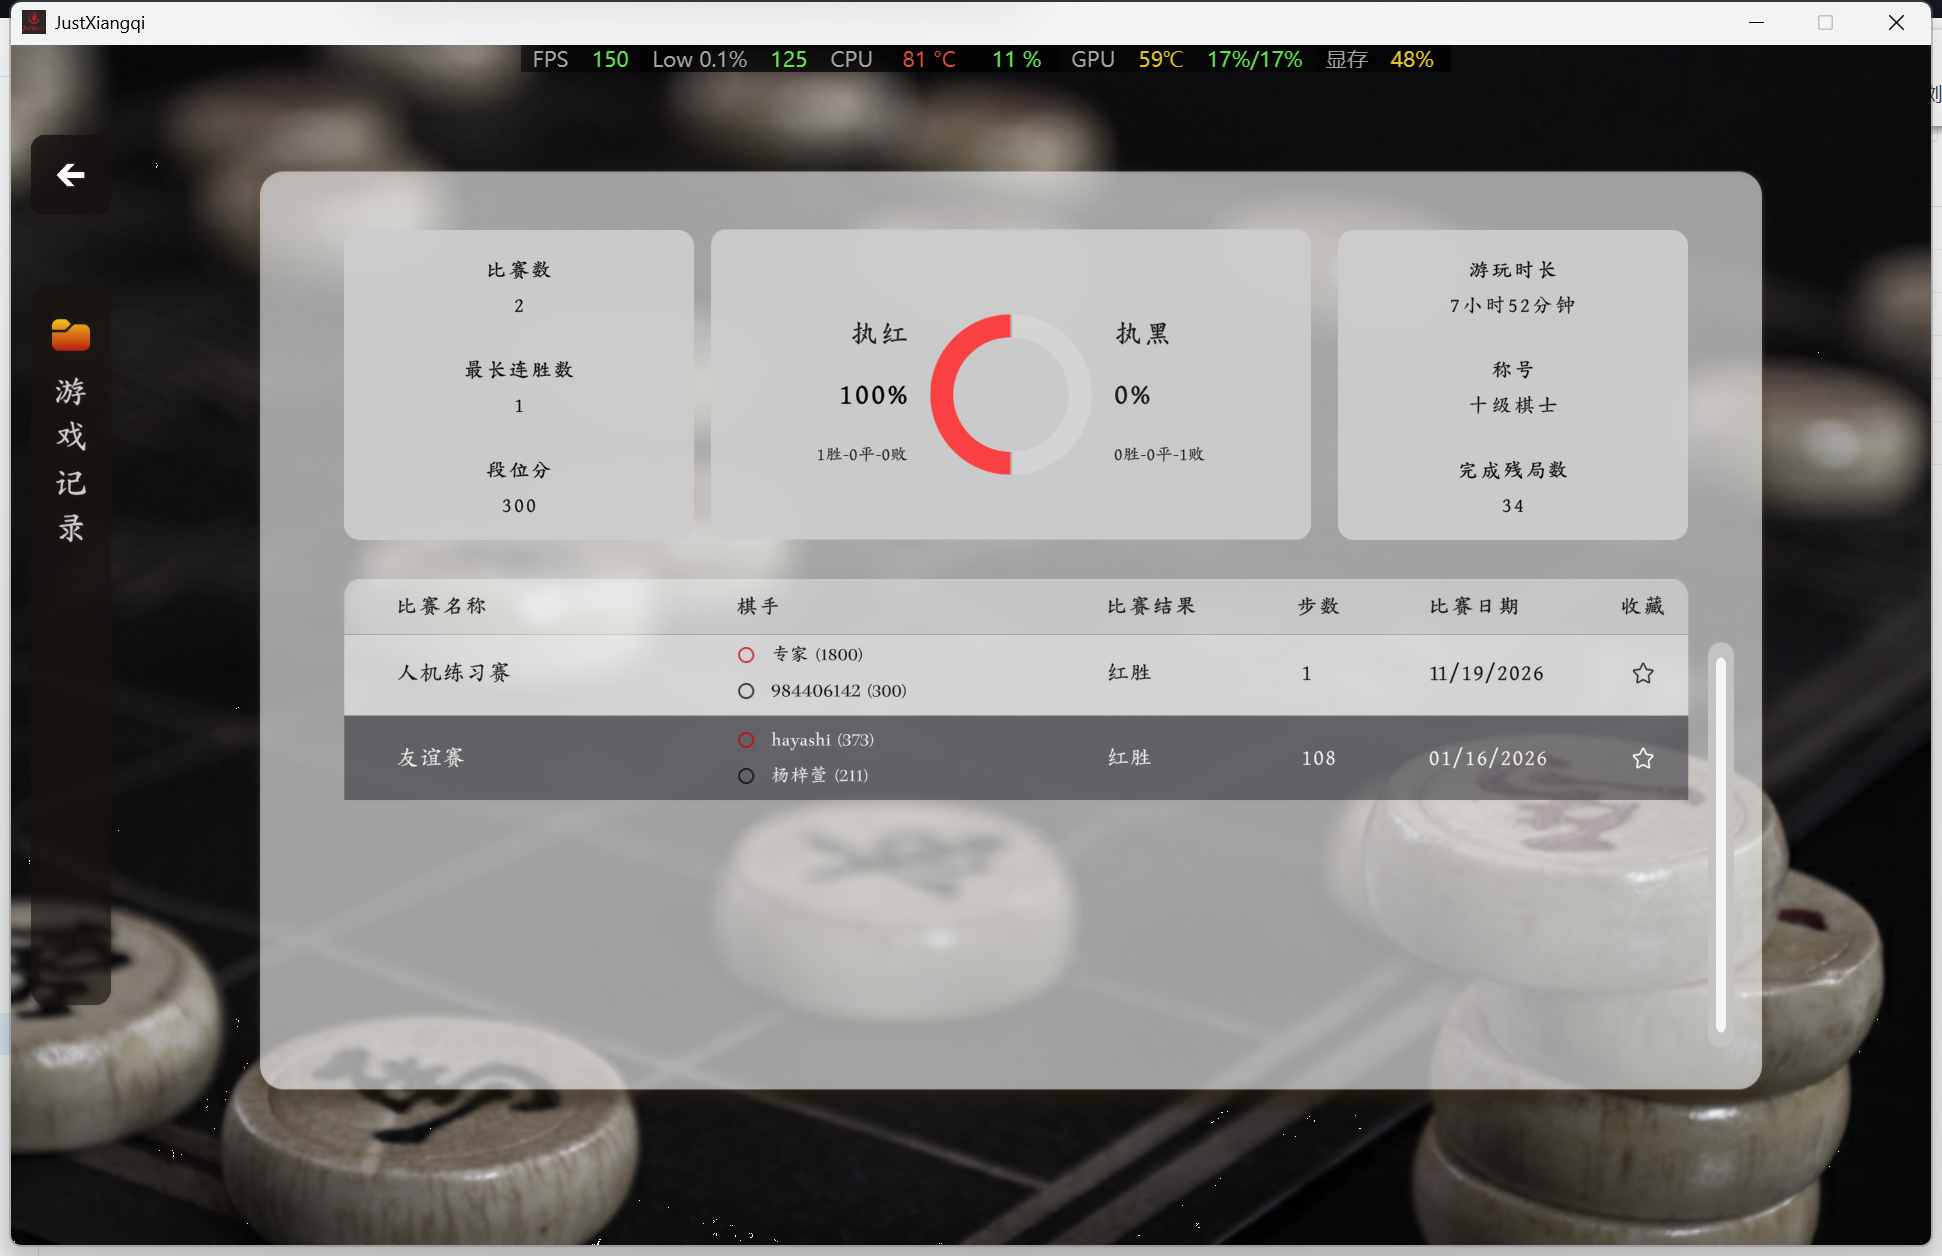 JustXiangqi
FPS 150 Low 0.1% 125 CPU 81 °C 11 % GPU 59℃ 17%/17% 显存 48%
游戏记录
比赛数
2
最长连胜数
1
段位分
300
执红
100%
1胜-0平-0败
执黑
0%
0胜-0平-1败
游玩时长
7小时52分钟
称号
十级棋士
完成残局数
34
比赛名称 棋手 比赛结果 步数 比赛日期 收藏
专家 (1800)
人机练习赛 红胜 1 11/19/2026
984406142 (300)
hayashi (373)
友谊赛 红胜 108 01/16/2026
杨梓萱 (211)